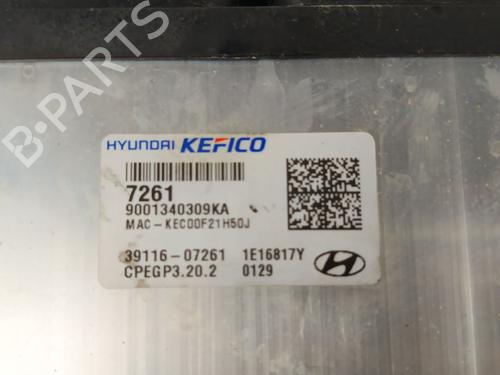 HYUNDAI KEFICO
7261
9001340309KA
MAC-KEC00F21H50J
39116-07261 1E16817Y
CPEGP3.20.2 0129
B-PARTS